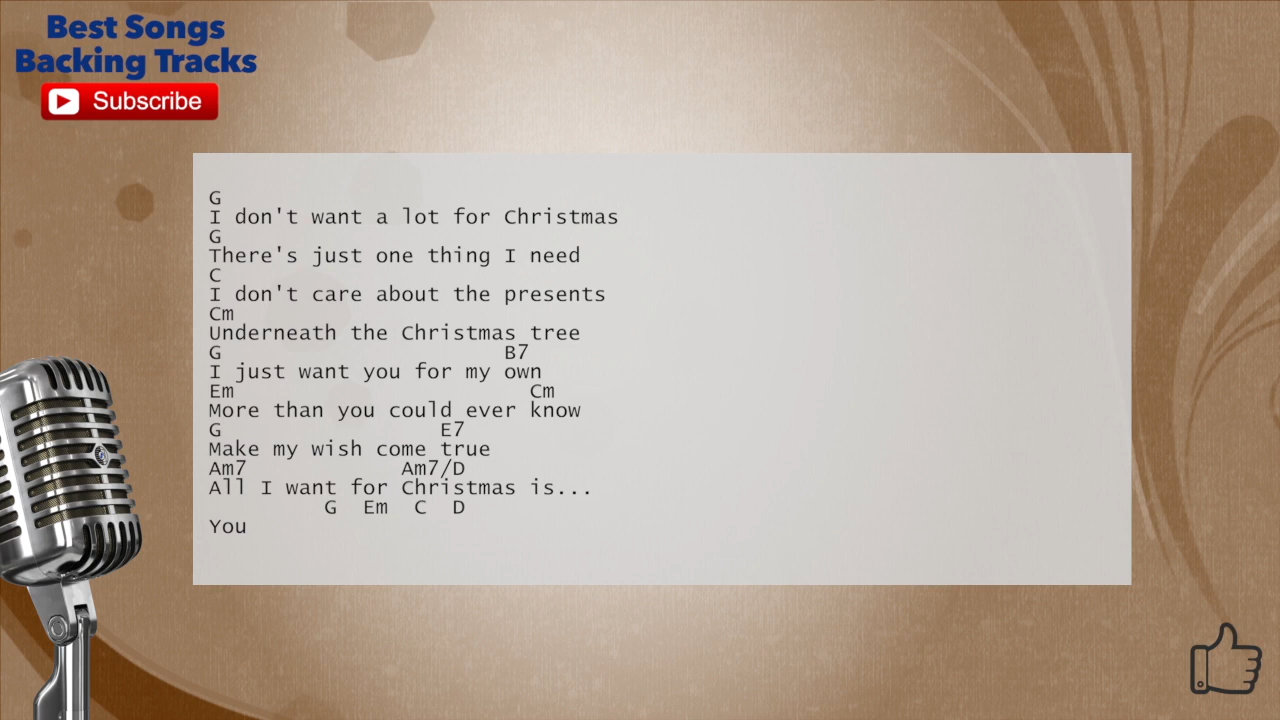 Best Songs
Backing Tracks
Subscribe
G
I don't want a lot for Christmas
G
There's just one thing I need
C
I don't care about the presents
Cm
Underneath the Christmas tree
G                      B7
I just want you for my own
Em                       Cm
More than you could ever know
G                 E7
Make my wish come true
Am7            Am7/D
All I want for Christmas is...
         G  Em  C  D
You